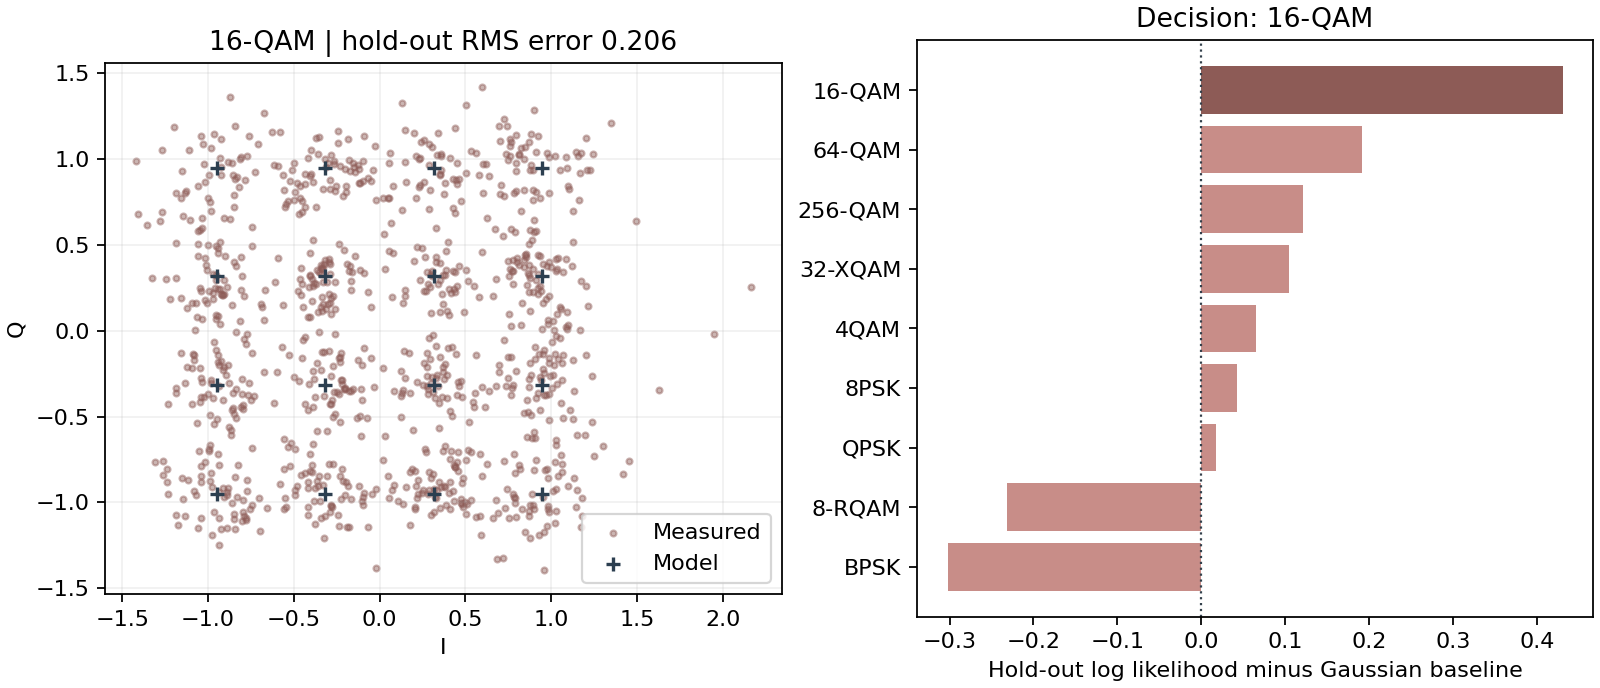 16-QAM | hold-out RMS error 0.206
1.5
1.0
0.5
0.0
−0.5
−1.0
−1.5
Q
−1.5
−1.0
−0.5
0.0
0.5
1.0
1.5
2.0
I
Measured
Model
Decision: 16-QAM
16-QAM
64-QAM
256-QAM
32-XQAM
4QAM
8PSK
QPSK
8-RQAM
BPSK
−0.3
−0.2
−0.1
0.0
0.1
0.2
0.3
0.4
Hold-out log likelihood minus Gaussian baseline